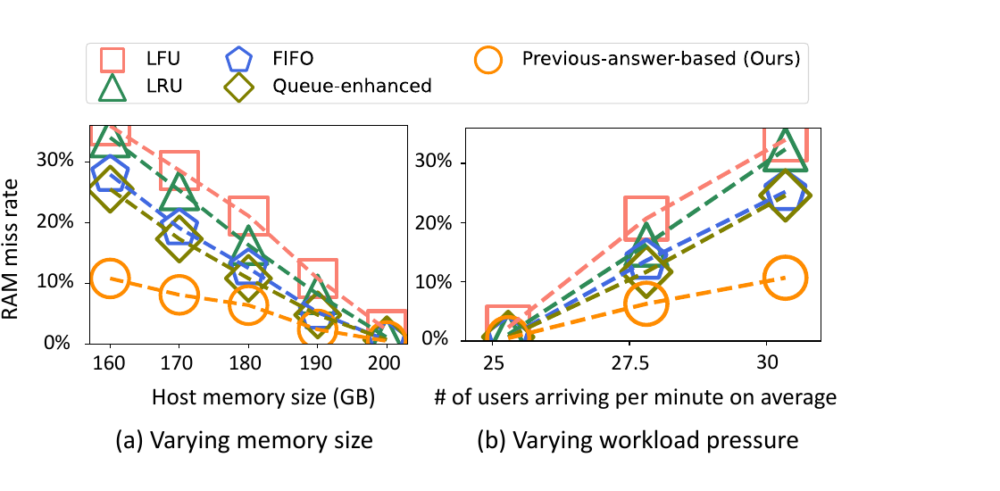 LFU FIFO Previous-answer-based (Ours)
LRU Queue-enhanced
RAM miss rate
30%
20%
10%
0%
160 170 180 190 200
Host memory size (GB)
(a) Varying memory size
30%
20%
10%
0%
25 27.5 30
# of users arriving per minute on average
(b) Varying workload pressure